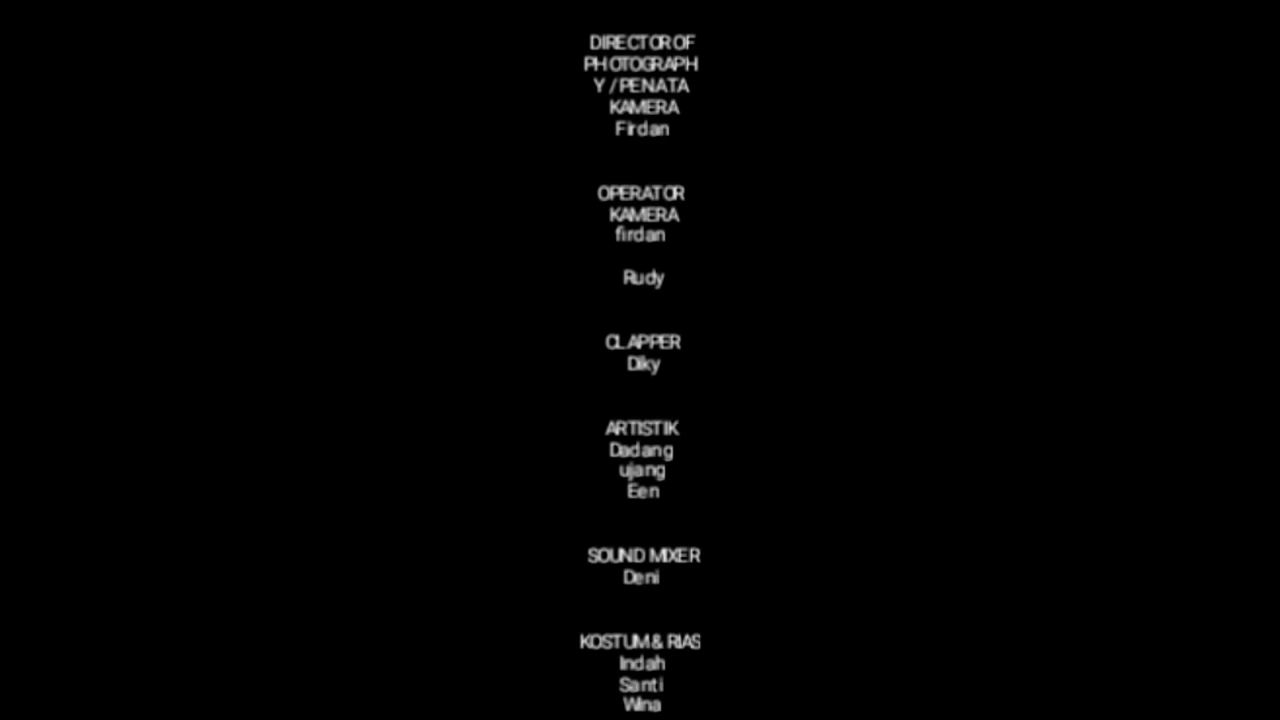 DIRECTOR OF
PHOTOGRAPH
Y / PENATA
KAMERA
Firdan
OPERATOR
KAMERA
firdan
Rudy
CLAPPER
Diky
ARTISTIK
Dadang
ujang
Een
SOUND MIXER
Deni
KOSTUM & RIAS
Indah
Santi
Wina